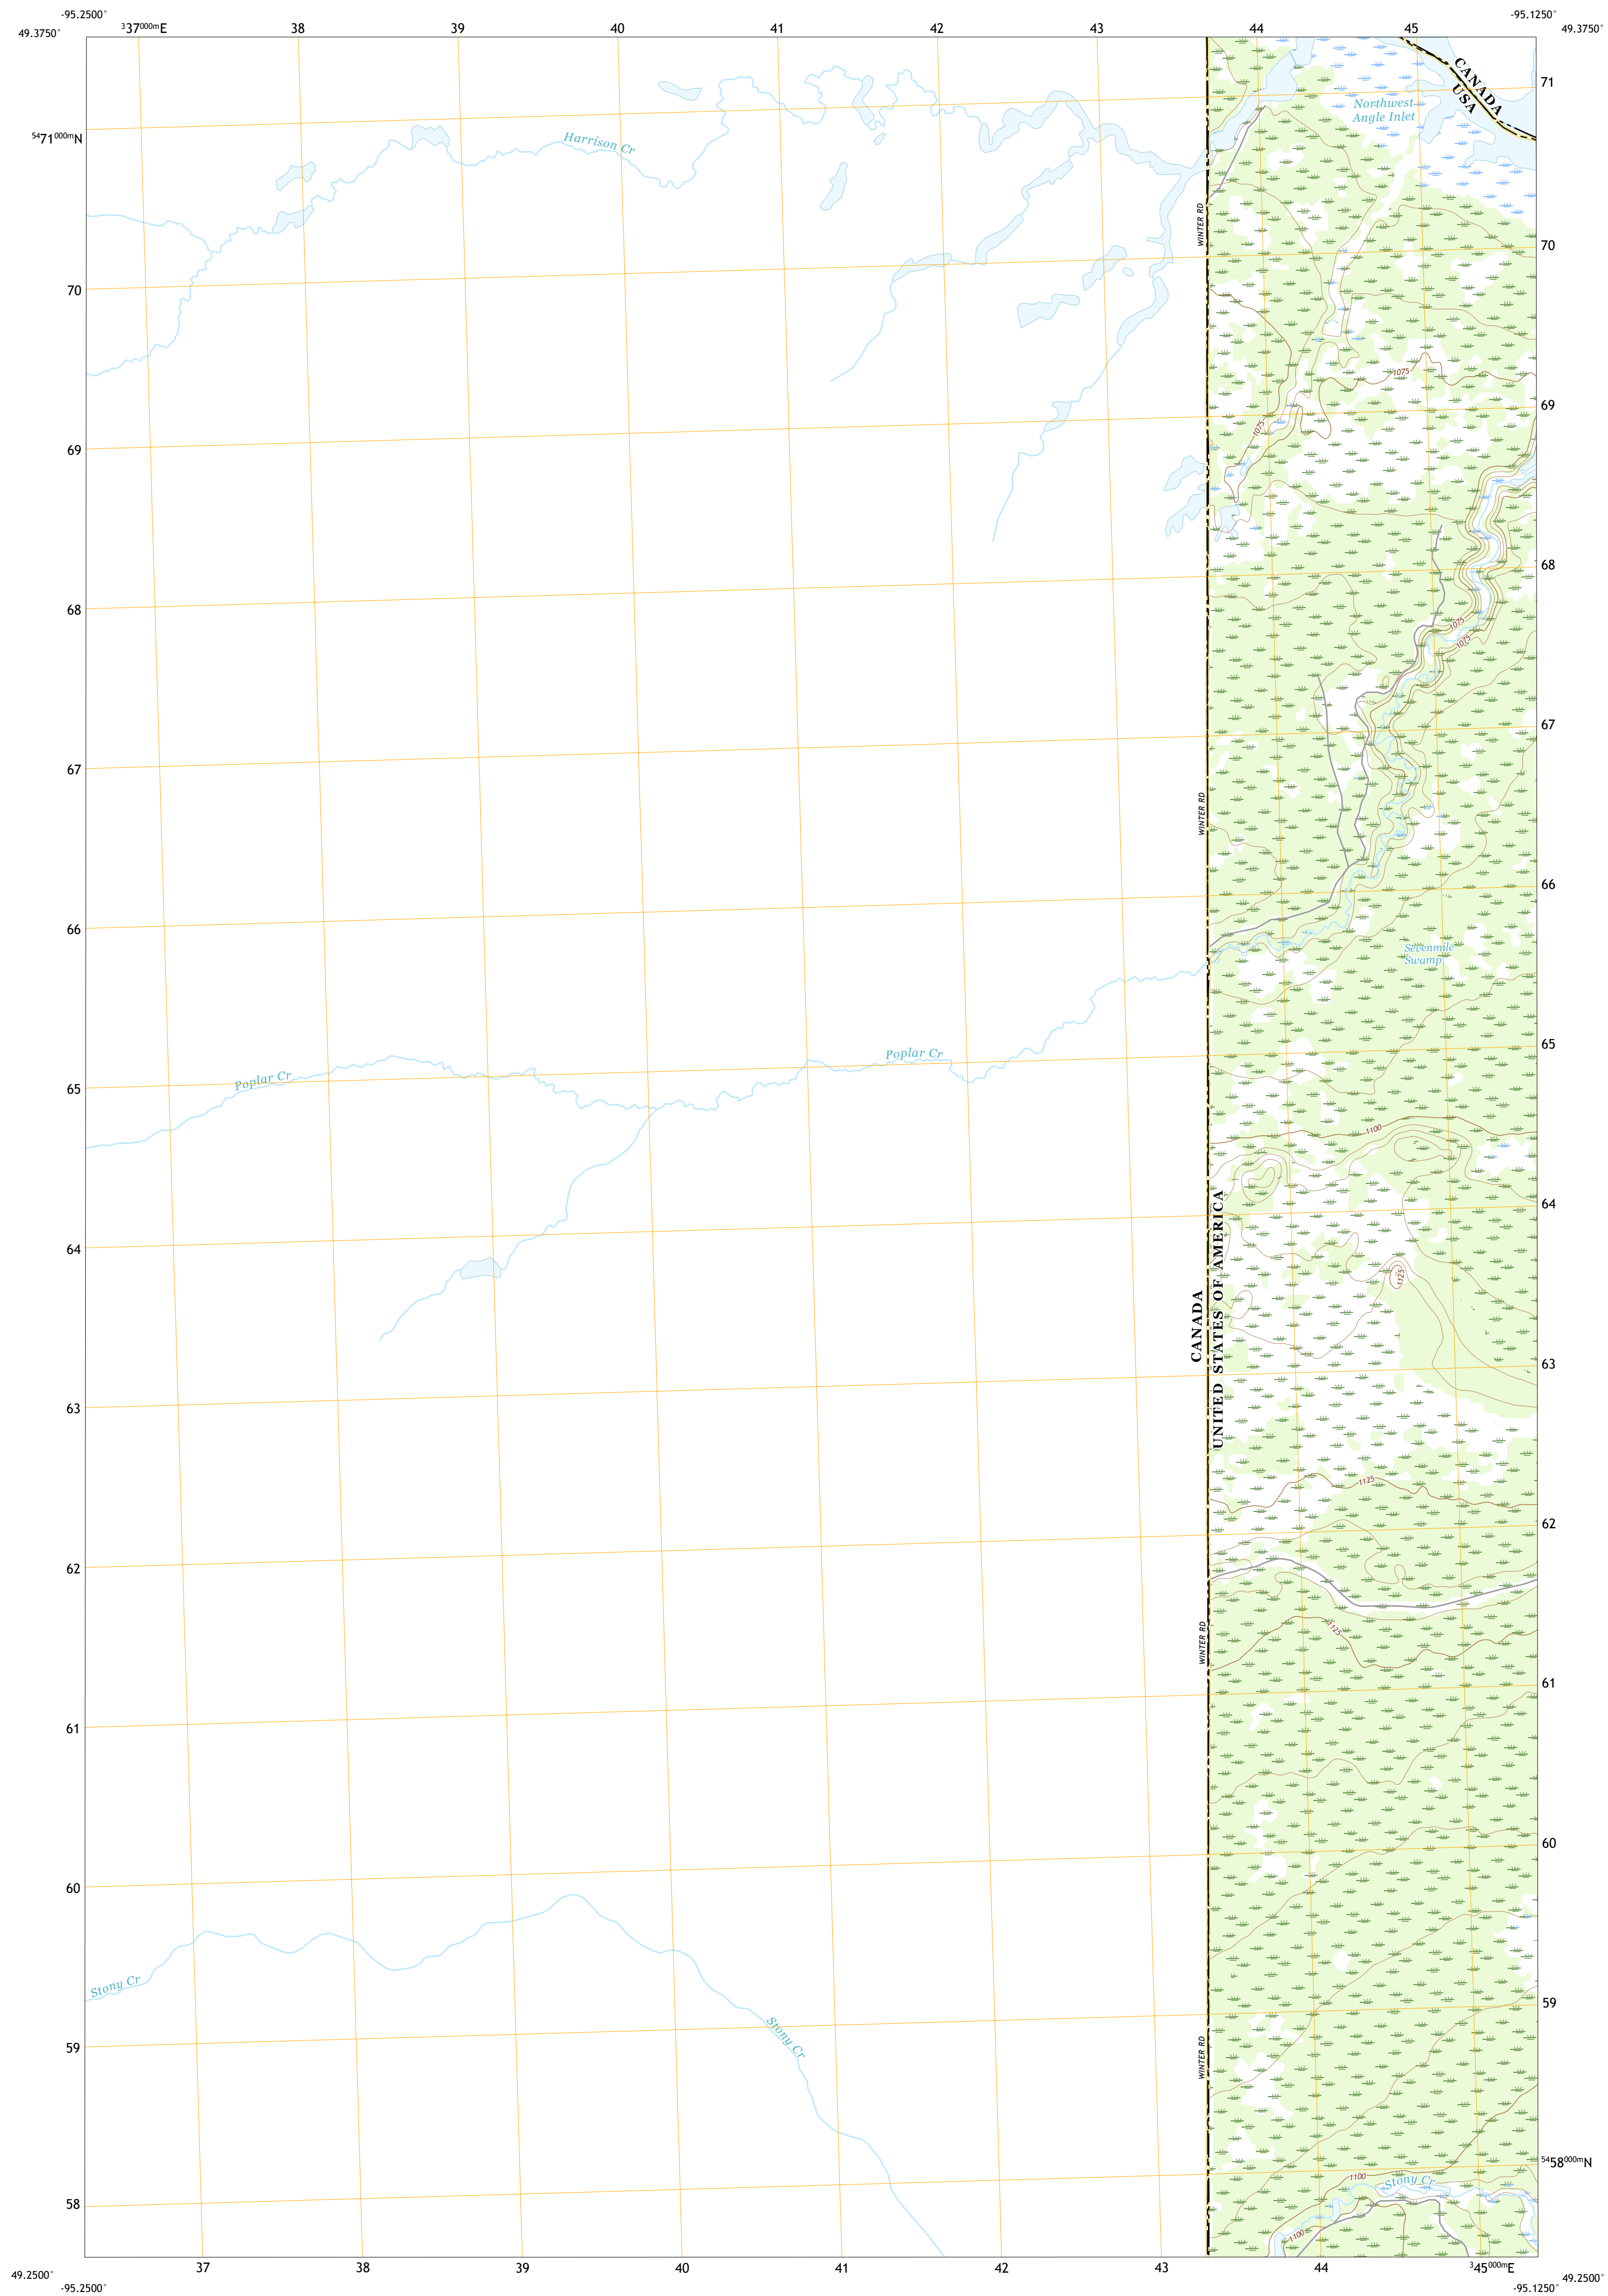 -95.2500°
-95.1250°
49.3750°
³37⁰⁰⁰ᵐE
38
39
40
41
42
43
44
45
49.3750°
CANADA
USA
71
Northwest
Angle Inlet
⁵⁴71⁰⁰⁰ᵐN
Harrison Cr
WINTER RD
70
70
1075
69
1075
69
68
68
1075
1075
67
67
WINTER RD
66
66
Sevenmile
Swamp
65
Poplar Cr
Poplar Cr
65
1100
64
64
1125
CANADA
UNITED STATES OF AMERICA
63
63
1125
62
62
1125
WINTER RD
61
61
60
60
Stony Cr
59
Stony Cr
59
WINTER RD
⁵⁴58⁰⁰⁰ᵐN
1100
Stony Cr
58
1100
49.2500°
37
38
39
40
41
42
43
44
³45⁰⁰⁰ᵐE
49.2500°
-95.2500°
-95.1250°